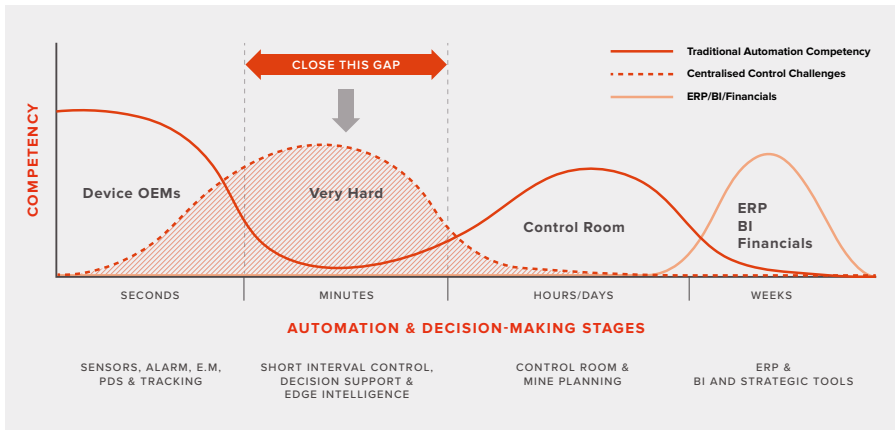 CLOSE THIS GAP
Traditional Automation Competency
Centralised Control Challenges
ERP/BI/Financials
COMPETENCY
Device OEMs
Very Hard
Control Room
ERP
BI
Financials
SECONDS
MINUTES
HOURS/DAYS
WEEKS
AUTOMATION & DECISION-MAKING STAGES
SENSORS, ALARM, E.M,
PDS & TRACKING
SHORT INTERVAL CONTROL,
DECISION SUPPORT &
EDGE INTELLIGENCE
CONTROL ROOM &
MINE PLANNING
ERP &
BI AND STRATEGIC TOOLS